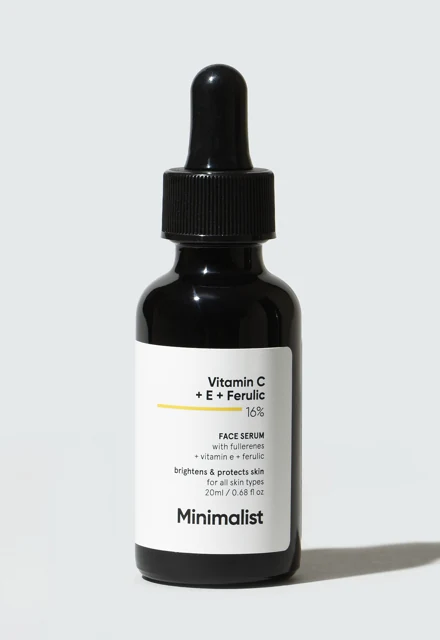 Vitamin C
+ E + Ferulic
16%
FACE SERUM
with fullerenes
+ vitamin e + ferulic
brightens & protects skin
for all skin types
20ml / 0.68 fl oz
Minimalist